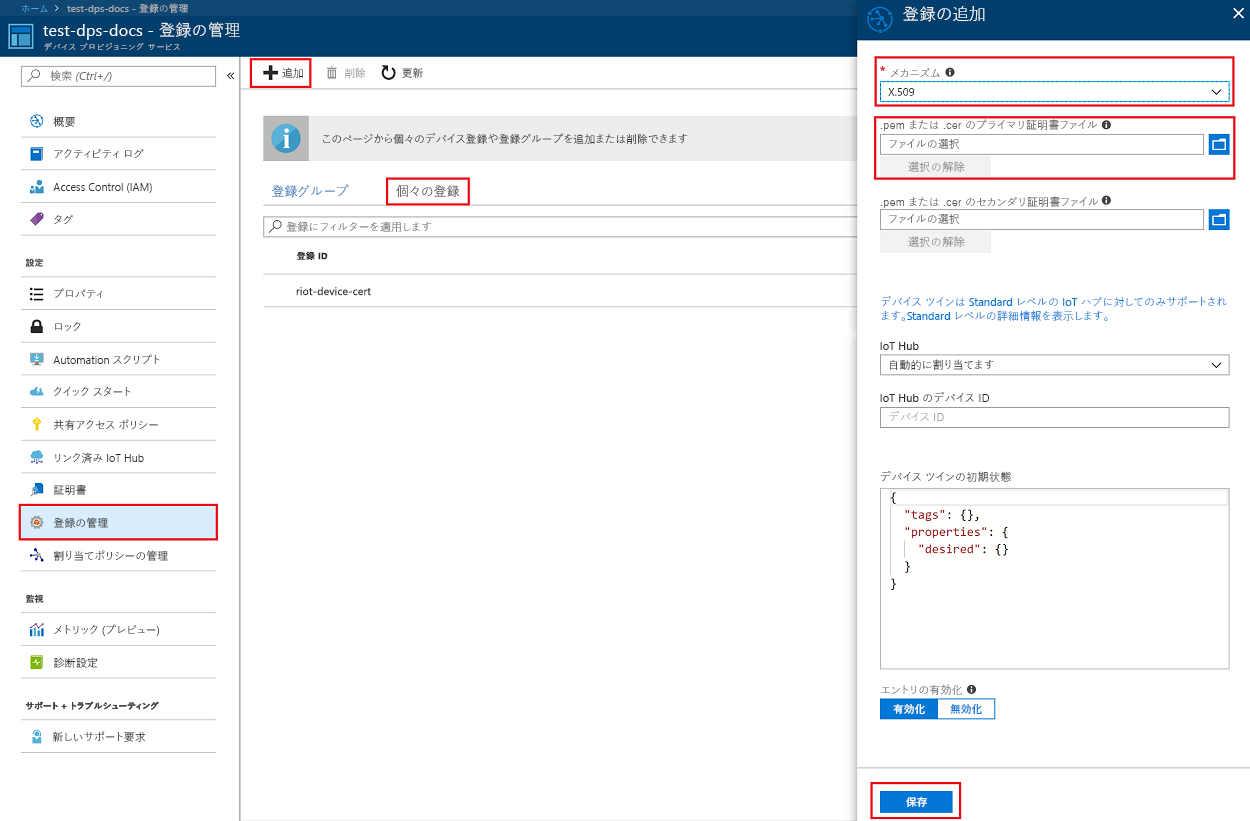 ホーム > test-dps-docs - 登録の管理
test-dps-docs - 登録の管理
デバイス プロビジョニング サービス
検索 (Ctrl+/)
«
概要
アクティビティ ログ
Access Control (IAM)
タグ
設定
プロパティ
ロック
Automation スクリプト
クイック スタート
共有アクセス ポリシー
リンク済み IoT Hub
証明書
登録の管理
割り当てポリシーの管理
監視
メトリック (プレビュー)
診断設定
サポート + トラブルシューティング
新しいサポート要求
追加 削除 更新
このページから個々のデバイス登録や登録グループを追加または削除できます
登録グループ 個々の登録
登録にフィルターを適用します
登録 ID
riot-device-cert
登録の追加
* メカニズム
X.509
.pem または .cer のプライマリ証明書ファイル
ファイルの選択
選択の解除
.pem または .cer のセカンダリ証明書ファイル
ファイルの選択
選択の解除
デバイス ツインは Standard レベルの IoT ハブに対してのみサポートされ
ます。Standard レベルの詳細情報を表示します。
IoT Hub
自動的に割り当てます
IoT Hub のデバイス ID
デバイス ID
デバイス ツインの初期状態
{
"tags": {},
"properties": {
"desired": {}
}
}
エントリの有効化
有効化 無効化
保存